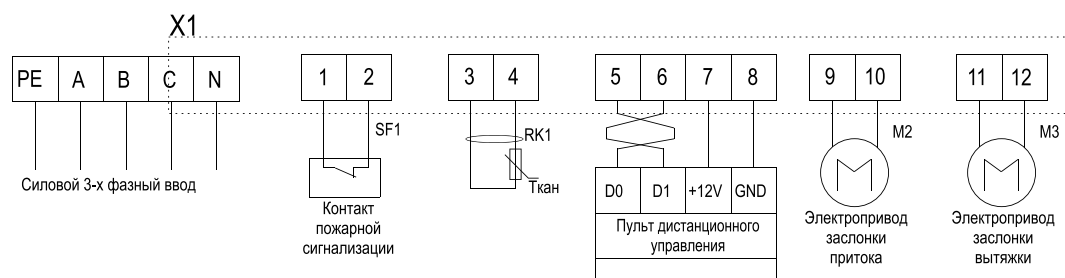 X1
PE A B C N
1 2
3 4
5 6 7 8
9 10
11 12
SF1
RK1
M2
M3
Силовой 3-х фазный ввод
Tкан
D0 D1 +12V GND
Контакт
пожарной
сигнализации
Пульт дистанционного
управления
Электропривод
заслонки
притока
Электропривод
заслонки
вытяжки